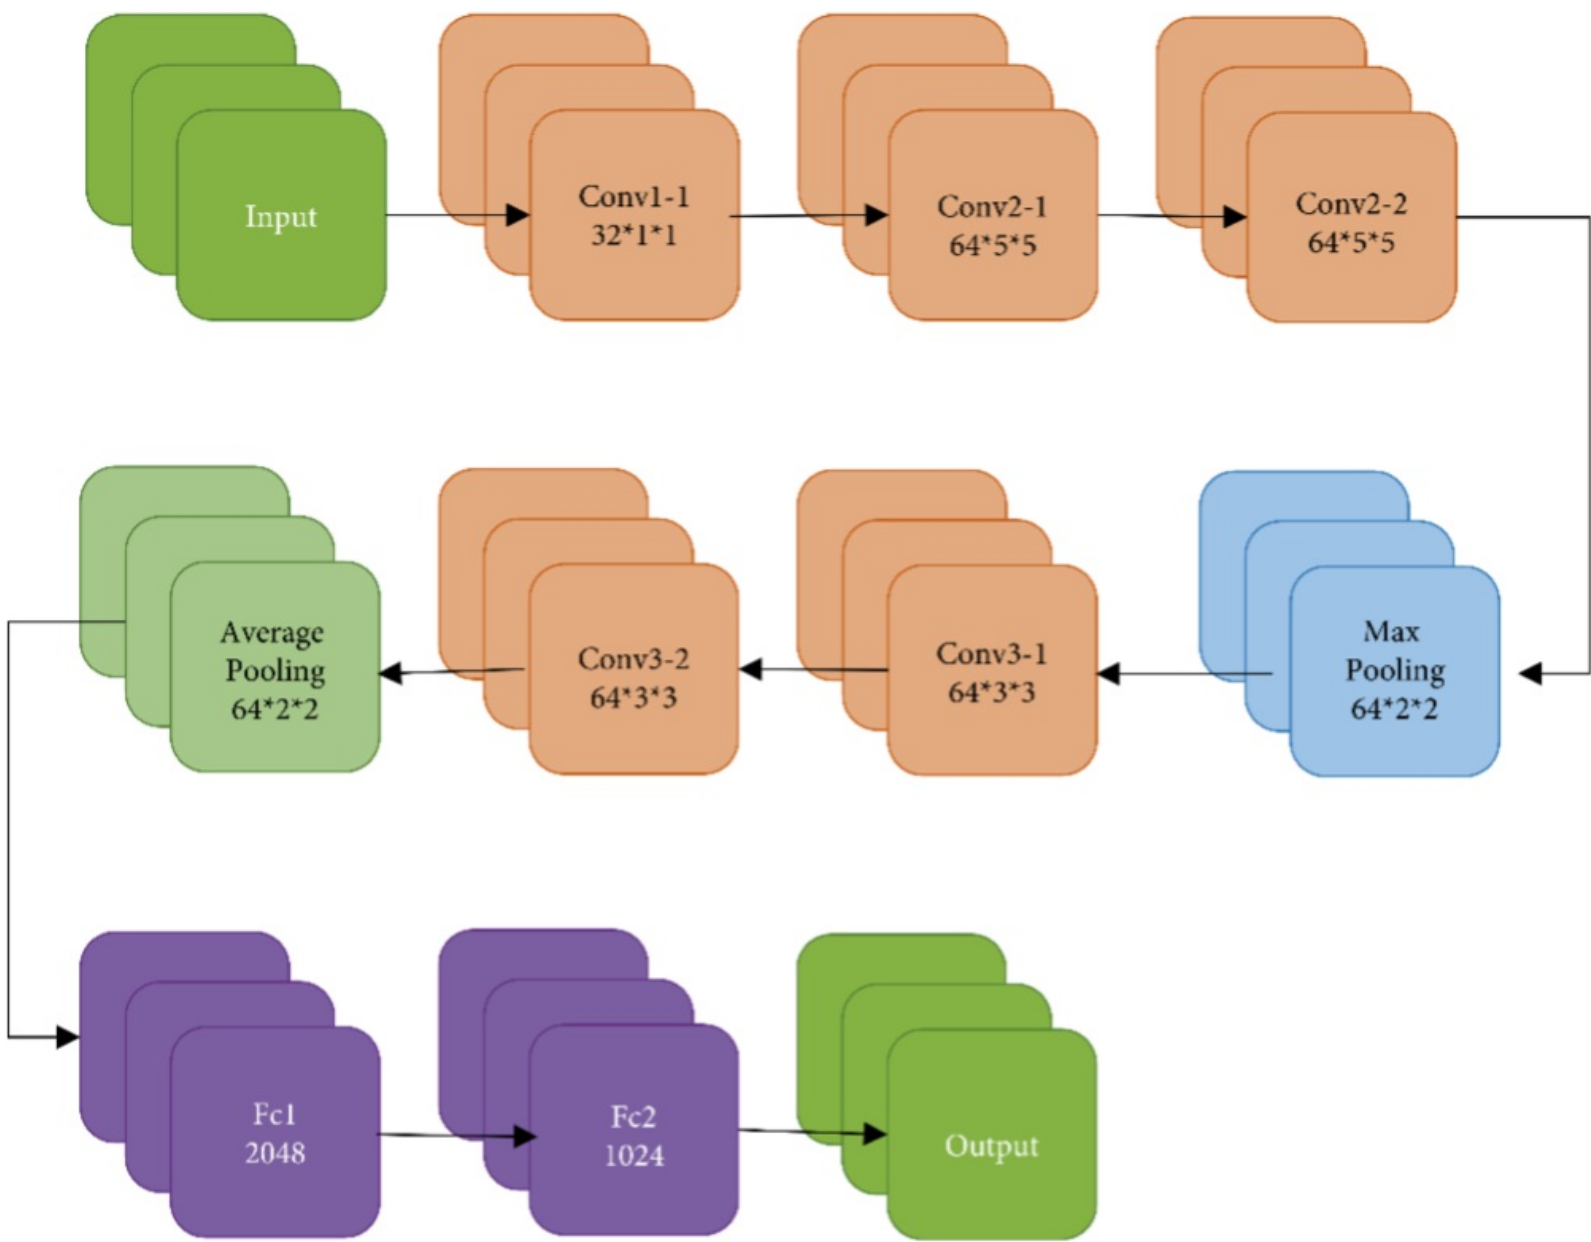 Input
Conv1-1
32*1*1
Conv2-1
64*5*5
Conv2-2
64*5*5
Max
Pooling
64*2*2
Conv3-1
64*3*3
Conv3-2
64*3*3
Average
Pooling
64*2*2
Fc1
2048
Fc2
1024
Output